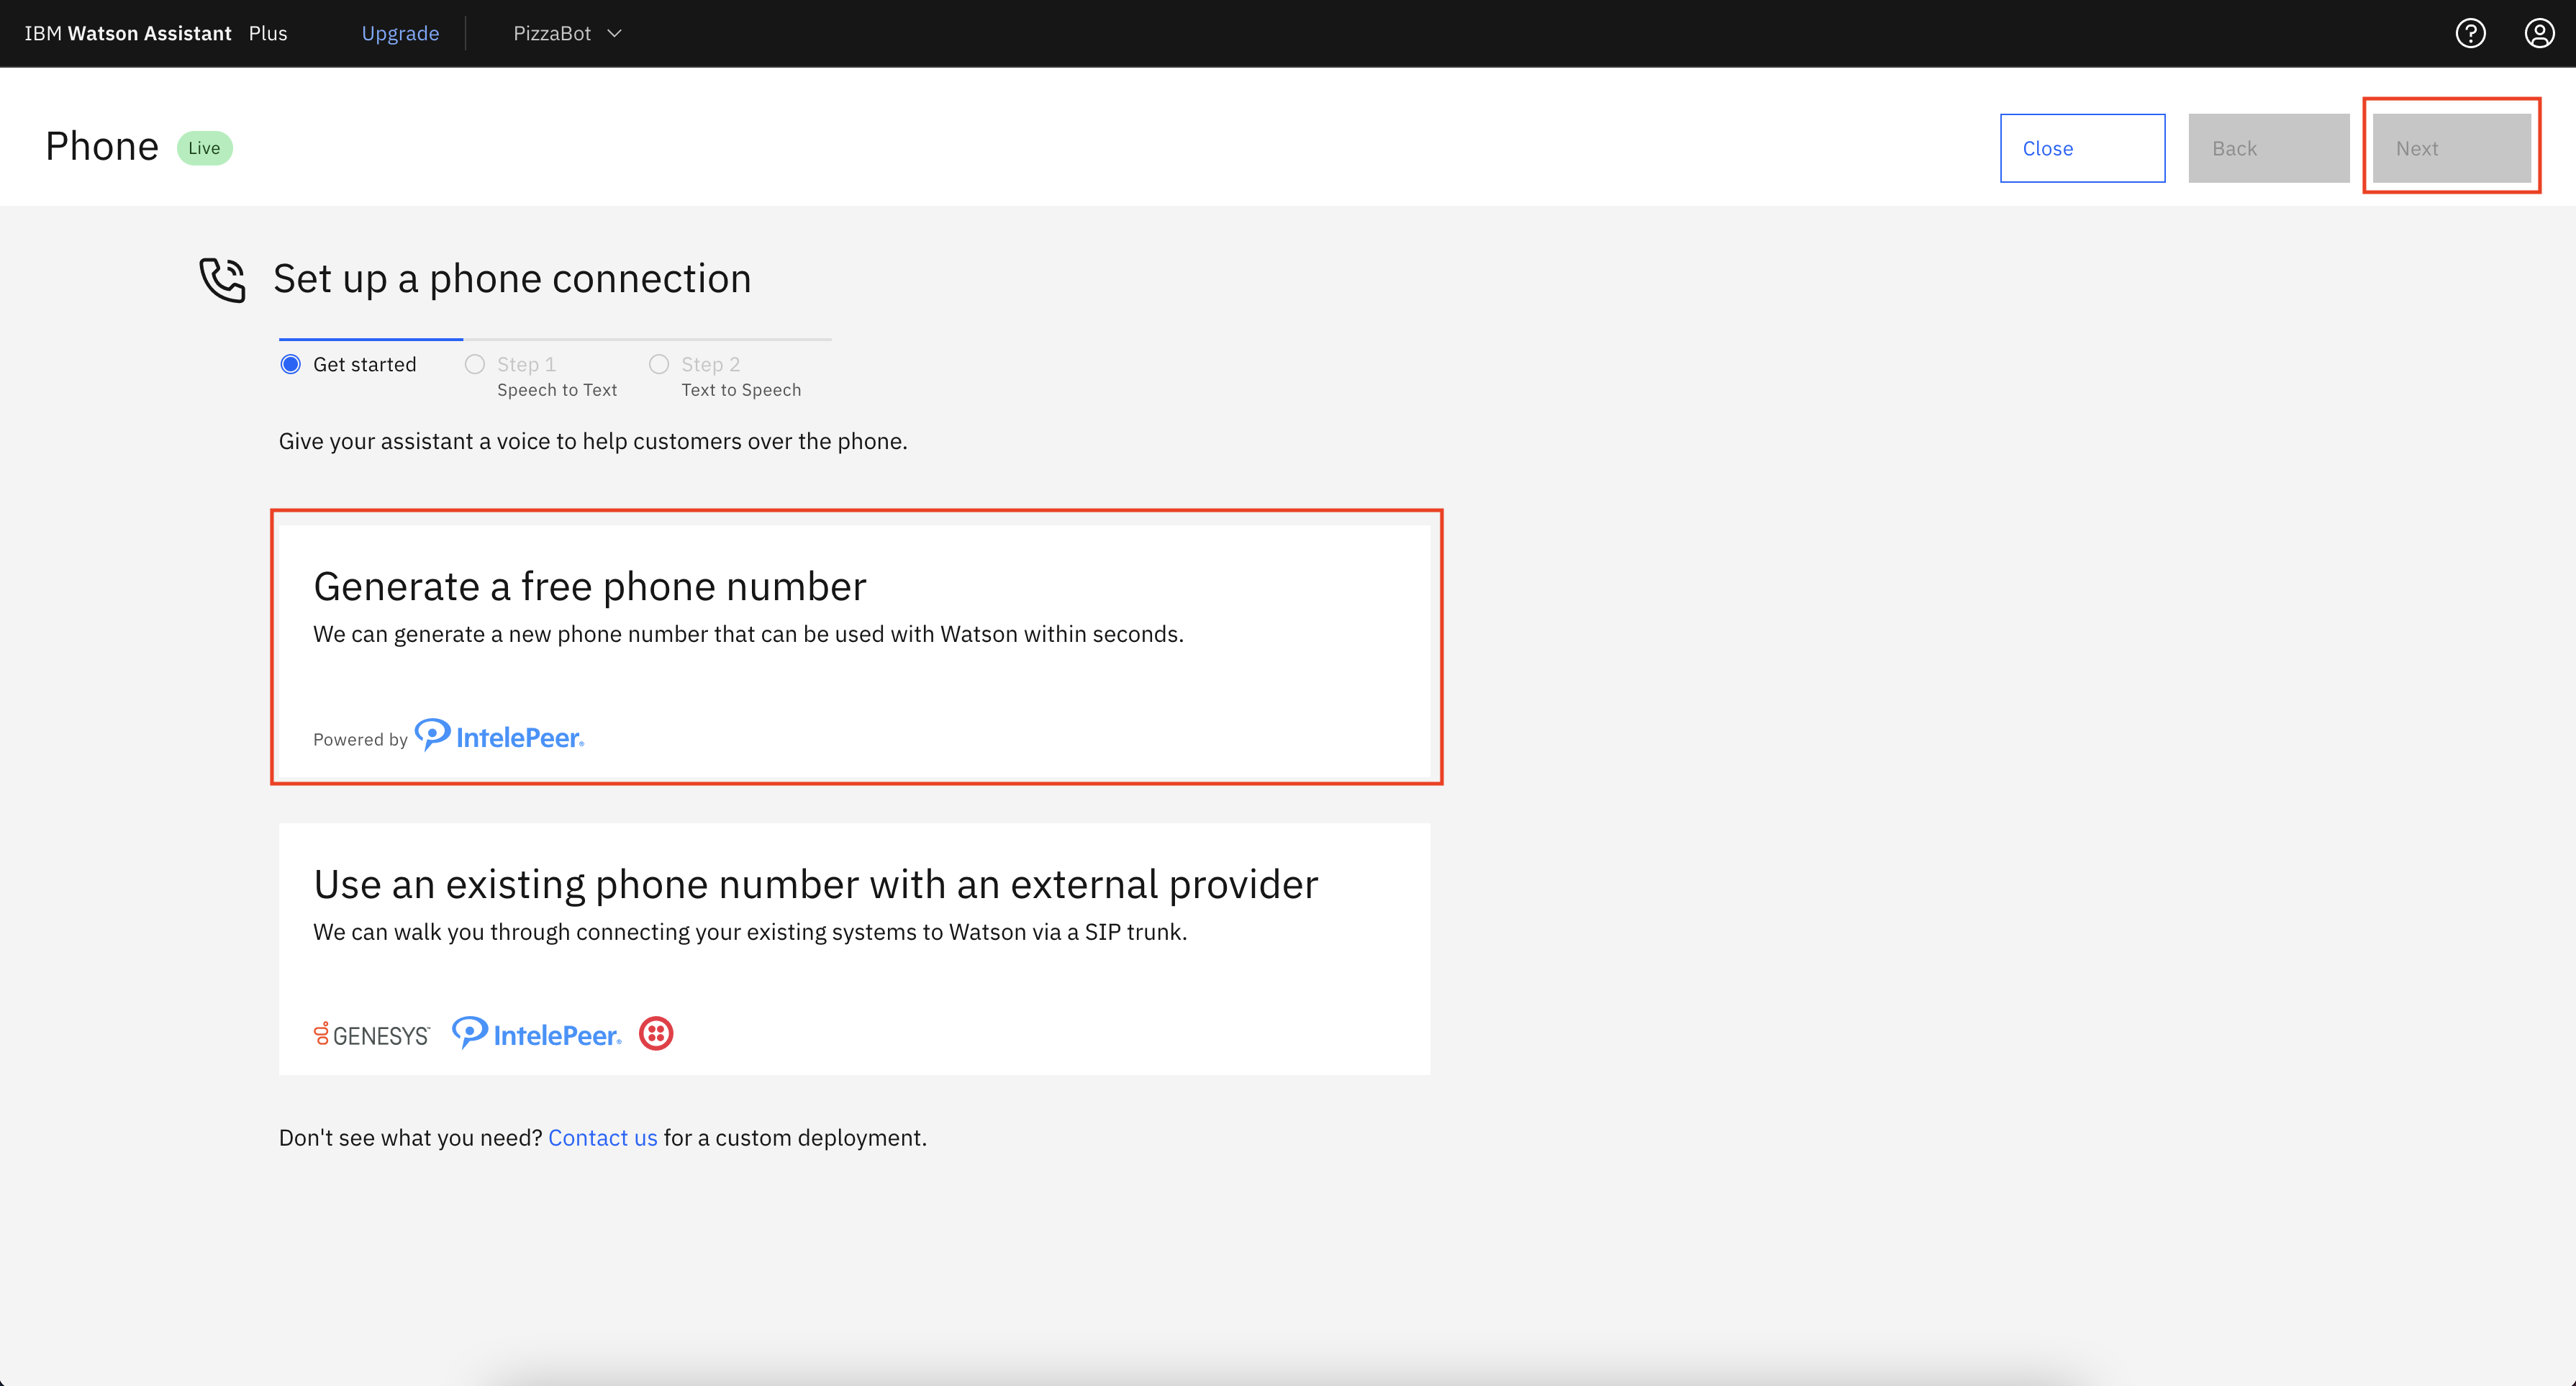 IBM Watson Assistant Plus Upgrade PizzaBot
Phone Live Close Back Next
Set up a phone connection
Get started Step 1 Step 2
Speech to Text Text to Speech
Give your assistant a voice to help customers over the phone.
Generate a free phone number
We can generate a new phone number that can be used with Watson within seconds.
Powered by IntelePeer®
Use an existing phone number with an external provider
We can walk you through connecting your existing systems to Watson via a SIP trunk.
GENESYS™ IntelePeer®
Don't see what you need? Contact us for a custom deployment.